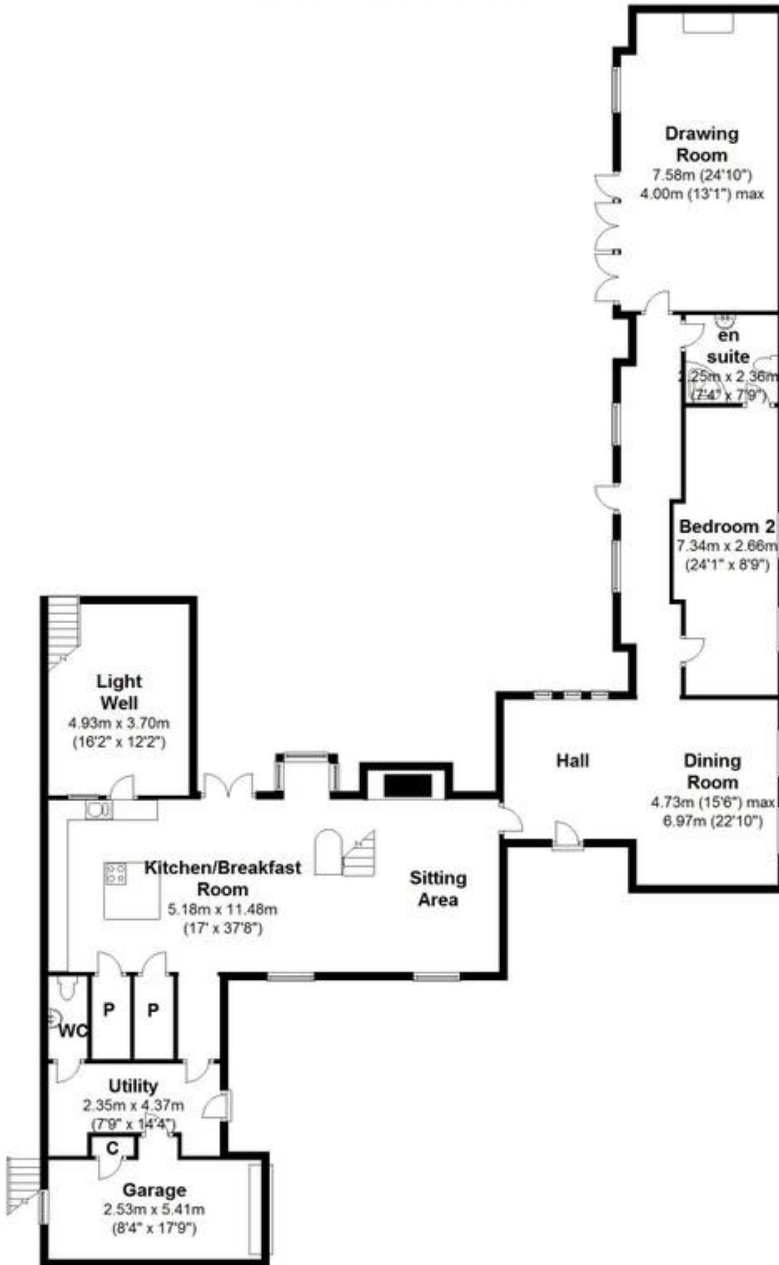 Drawing
Room
7.58m (24'10")
4.00m (13'1") max
en
suite
2.25m x 2.36m
(7'4" x 7'9")
Bedroom 2
7.34m x 2.66m
(24'1" x 8'9")
Light
Well
4.93m x 3.70m
(16'2" x 12'2")
Hall
Dining
Room
4.73m (15'6") max
6.97m (22'10")
Kitchen/Breakfast
Room
5.18m x 11.48m
(17' x 37'8")
Sitting
Area
WC
P
P
Utility
2.35m x 4.37m
(7'9" x 14'4")
C
Garage
2.53m x 5.41m
(8'4" x 17'9")